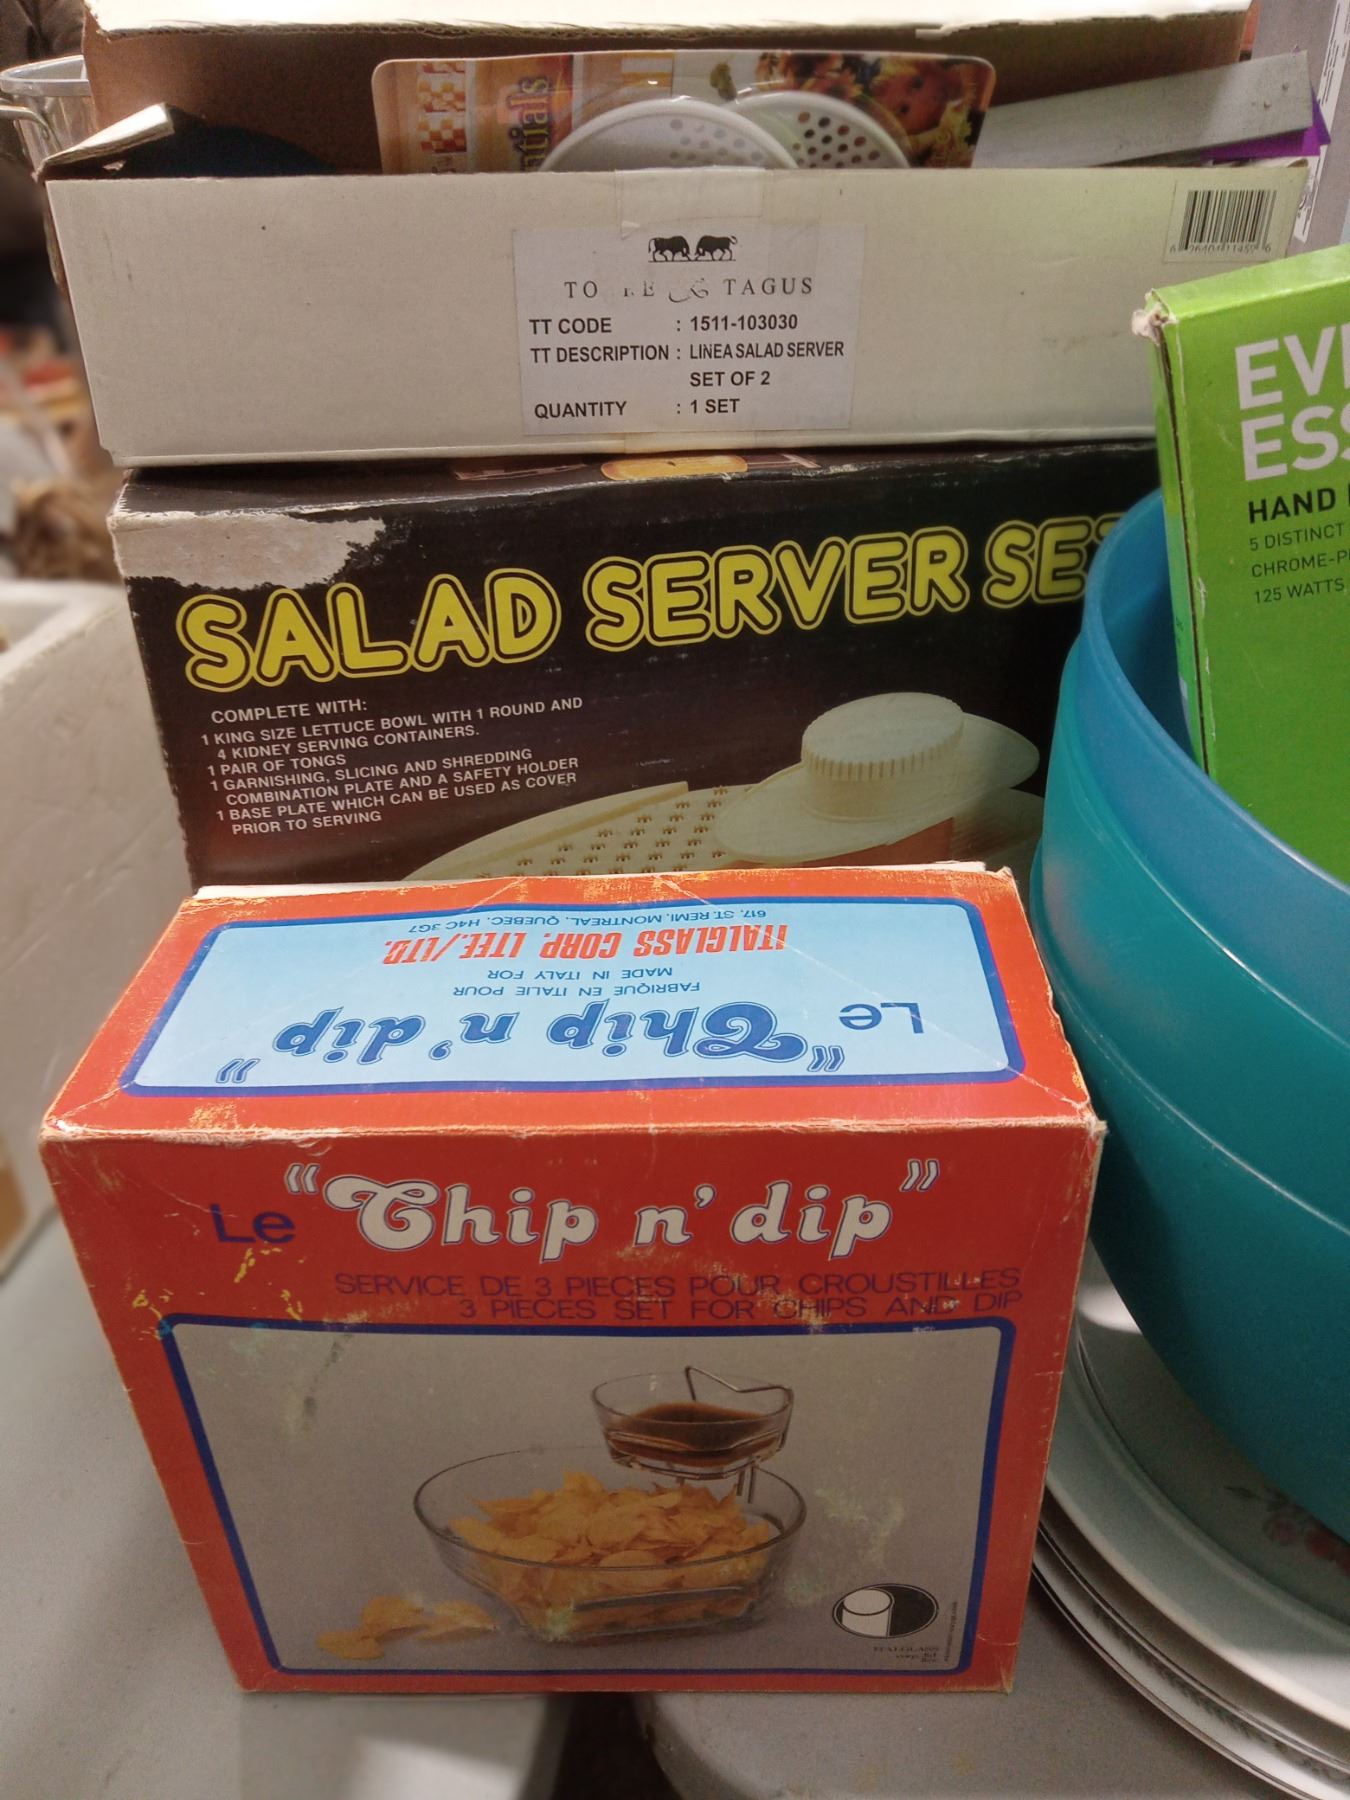 tials
TO RE & TAGUS
TT CODE : 1511-103030
TT DESCRIPTION : LINEA SALAD SERVER
SET OF 2
QUANTITY : 1 SET
EV
ESS
HAND
5 DISTINCT
CHROME-P
125 WATTS
SALAD SERVER SE
COMPLETE WITH:
1 KING SIZE LETTUCE BOWL WITH 1 ROUND AND
4 KIDNEY SERVING CONTAINERS.
1 PAIR OF TONGS
1 GARNISHING, SLICING AND SHREDDING
COMBINATION PLATE AND A SAFETY HOLDER
1 BASE PLATE WHICH CAN BE USED AS COVER
PRIOR TO SERVING
Le "Chip n' dip"
FABRIQUE EN ITALIE POUR
MADE IN ITALY FOR
ITALGLASS CORP. LTEE./LTD.
617, ST. REMI, MONTREAL, QUEBEC, H4C 3G7
Le "Chip n' dip"
SERVICE DE 3 PIECES POUR CROUSTILLES
3 PIECES SET FOR CHIPS AND DIP
ITALGLASS